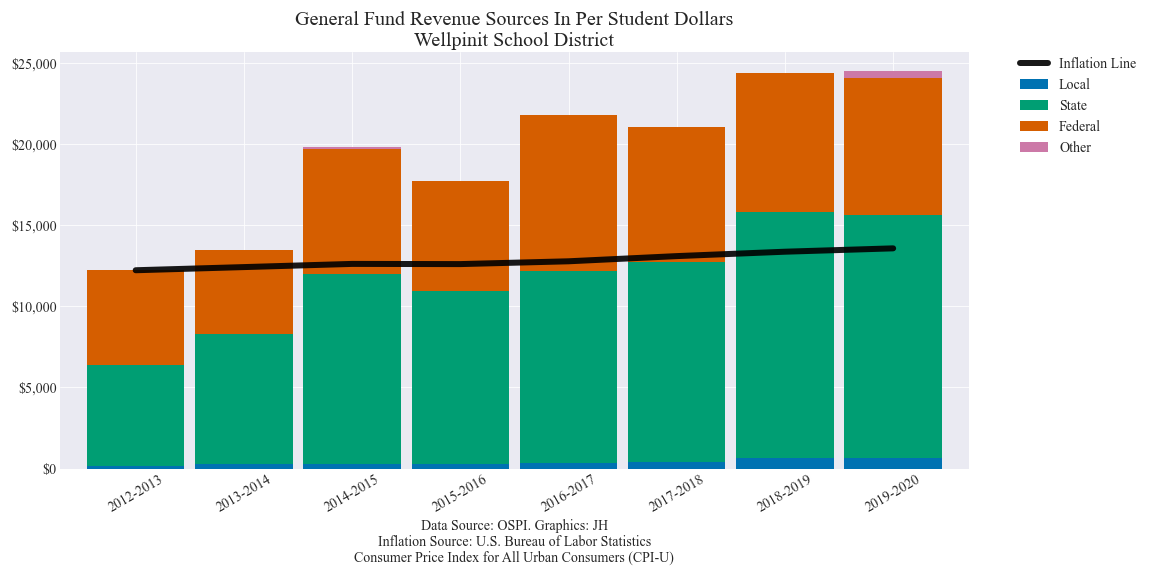 General Fund Revenue Sources In Per Student Dollars
Wellpinit School District
$25,000
$20,000
$15,000
$10,000
$5,000
$0
Inflation Line
Local
State
Federal
Other
2012-2013
2013-2014
2014-2015
2015-2016
2016-2017
2017-2018
2018-2019
2019-2020
Data Source: OSPI. Graphics: JH
Inflation Source: U.S. Bureau of Labor Statistics
Consumer Price Index for All Urban Consumers (CPI-U)